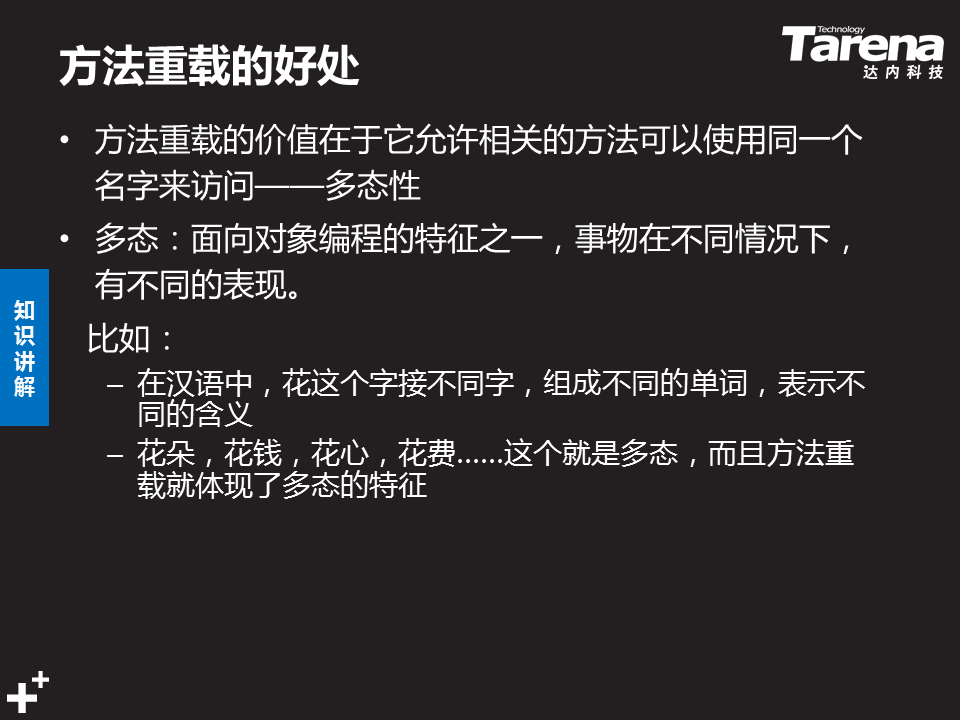 方法重载的好处
Technology
Tarena
达内科技
• 方法重载的价值在于它允许相关的方法可以使用同一个
名字来访问——多态性
• 多态：面向对象编程的特征之一，事物在不同情况下，
有不同的表现。
比如：
– 在汉语中，花这个字接不同字，组成不同的单词，表示不
同的含义
– 花朵，花钱，花心，花费……这个就是多态，而且方法重
载就体现了多态的特征
知
识
讲
解